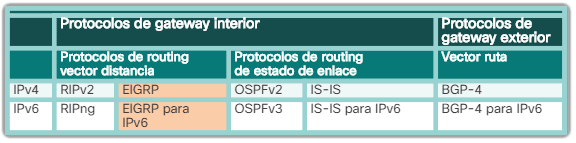 Protocolos de gateway interior Protocolos de
gateway exterior
Protocolos de routing Protocolos de routing Vector ruta
vector distancia de estado de enlace
IPv4 RIPv2 EIGRP OSPFv2 IS-IS BGP-4
IPv6 RIPng EIGRP para OSPFv3 IS-IS para IPv6 BGP-4 para IPv6
IPv6